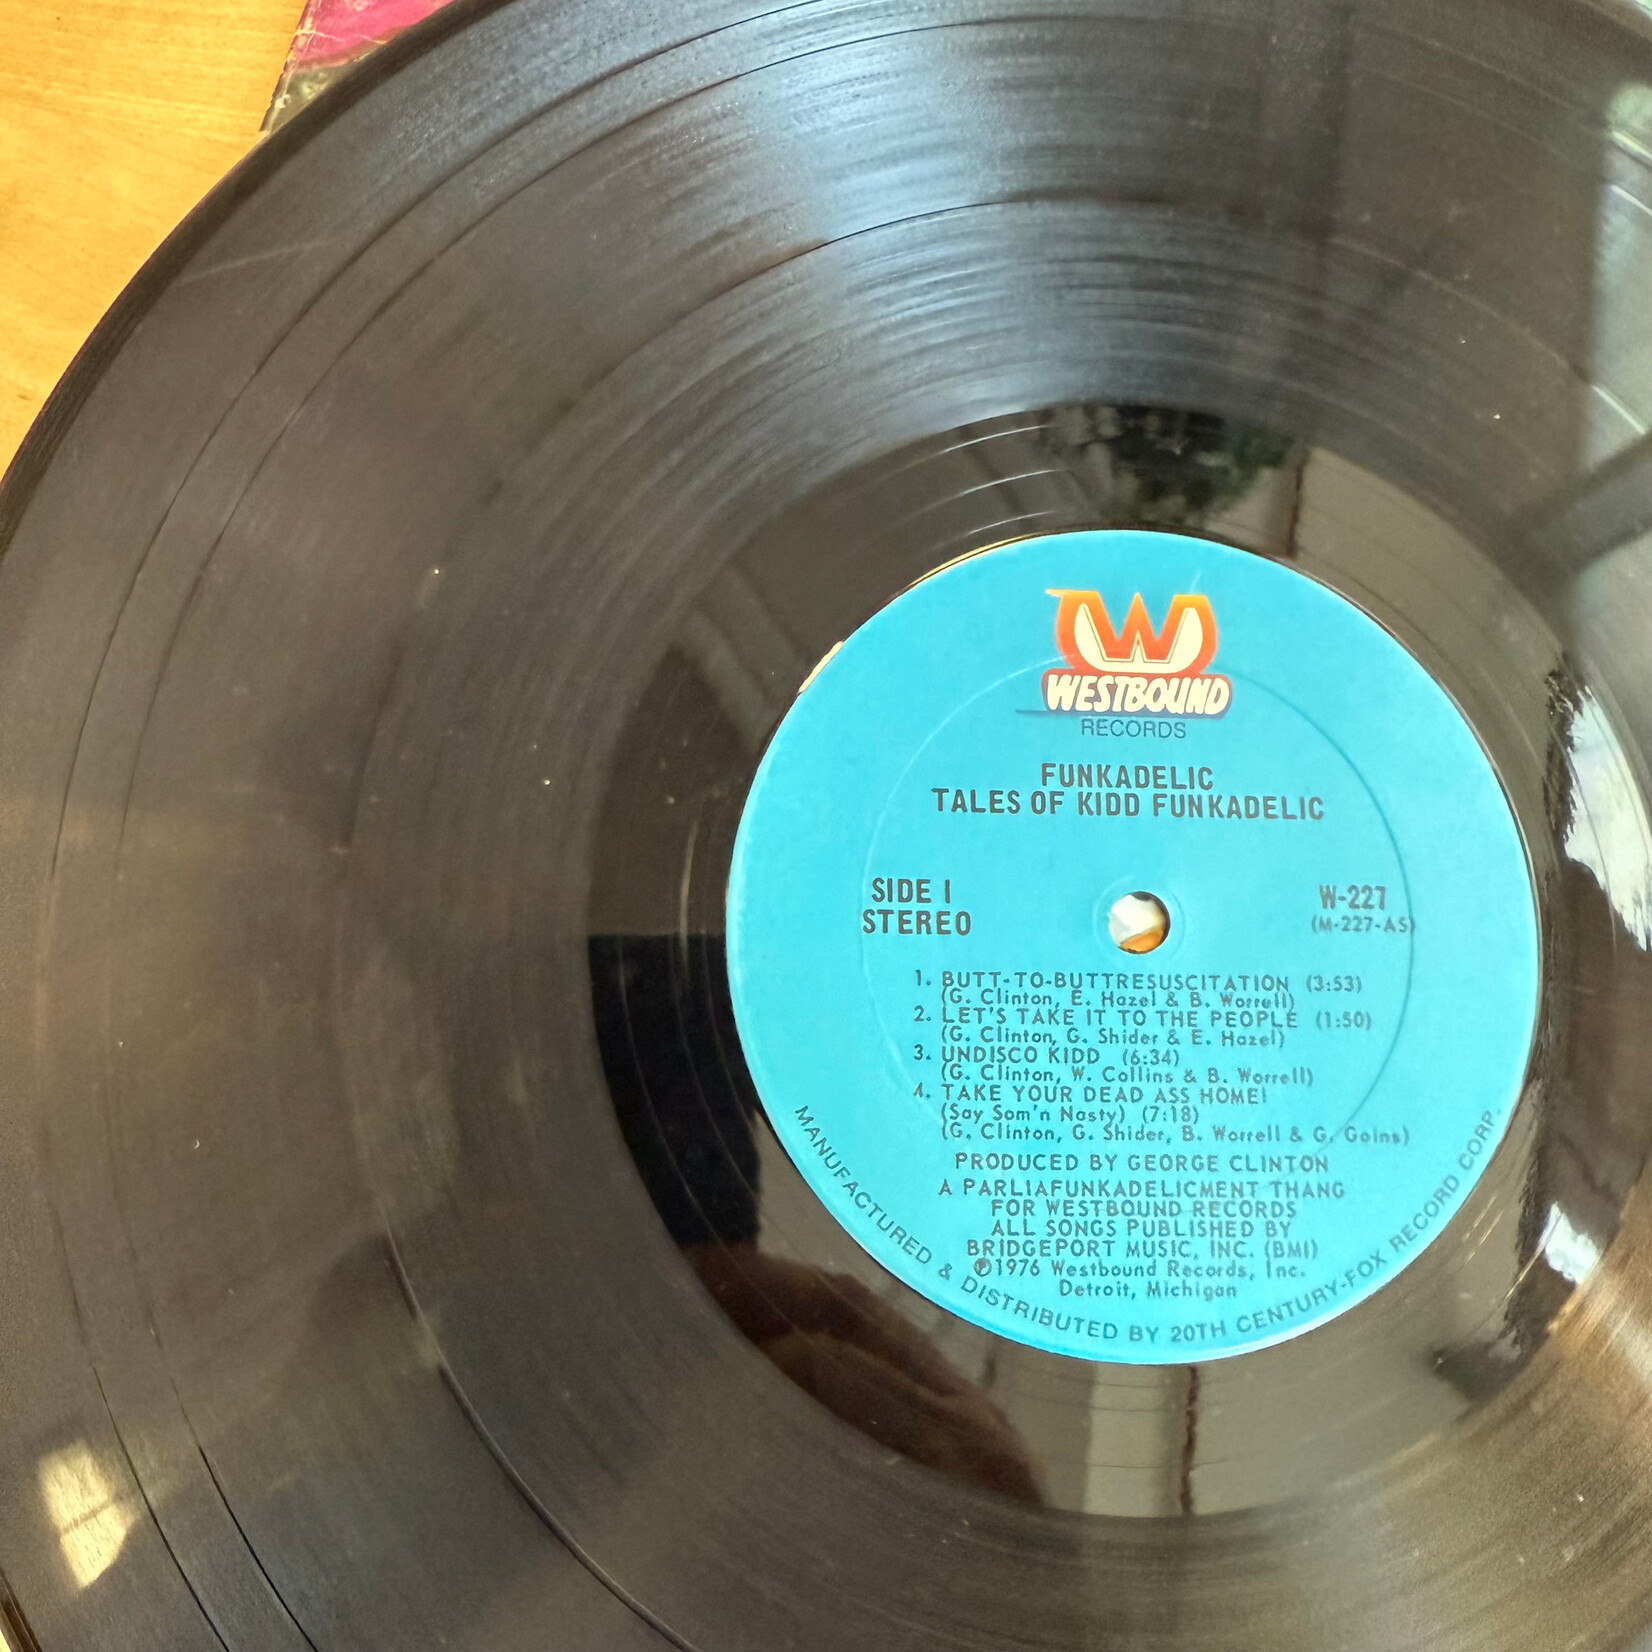 W
WESTBOUND
RECORDS
FUNKADELIC
TALES OF KIDD FUNKADELIC
SIDE I
STEREO
W-227
(M-227-AS)
1. BUTT-TO-BUTTRESUSCITATION (3:53)
(G. Clinton, E. Hazel & B. Worrell)
2. LET'S TAKE IT TO THE PEOPLE (1:50)
(G. Clinton, G. Shider & E. Hazel)
3. UNDISCO KIDD (6:34)
(G. Clinton, W. Collins & B. Worrell)
4. TAKE YOUR DEAD ASS HOME!
(Say Som'n Nasty) (7:18)
(G. Clinton, G. Shider, B. Worrell & G. Goins)
PRODUCED BY GEORGE CLINTON
A PARLIAFUNKADELICMENT THANG
FOR WESTBOUND RECORDS
ALL SONGS PUBLISHED BY
BRIDGEPORT MUSIC, INC. (BMI)
℗1976 Westbound Records, Inc.
Detroit, Michigan
MANUFACTURED & DISTRIBUTED BY 20TH CENTURY-FOX RECORD CORP.